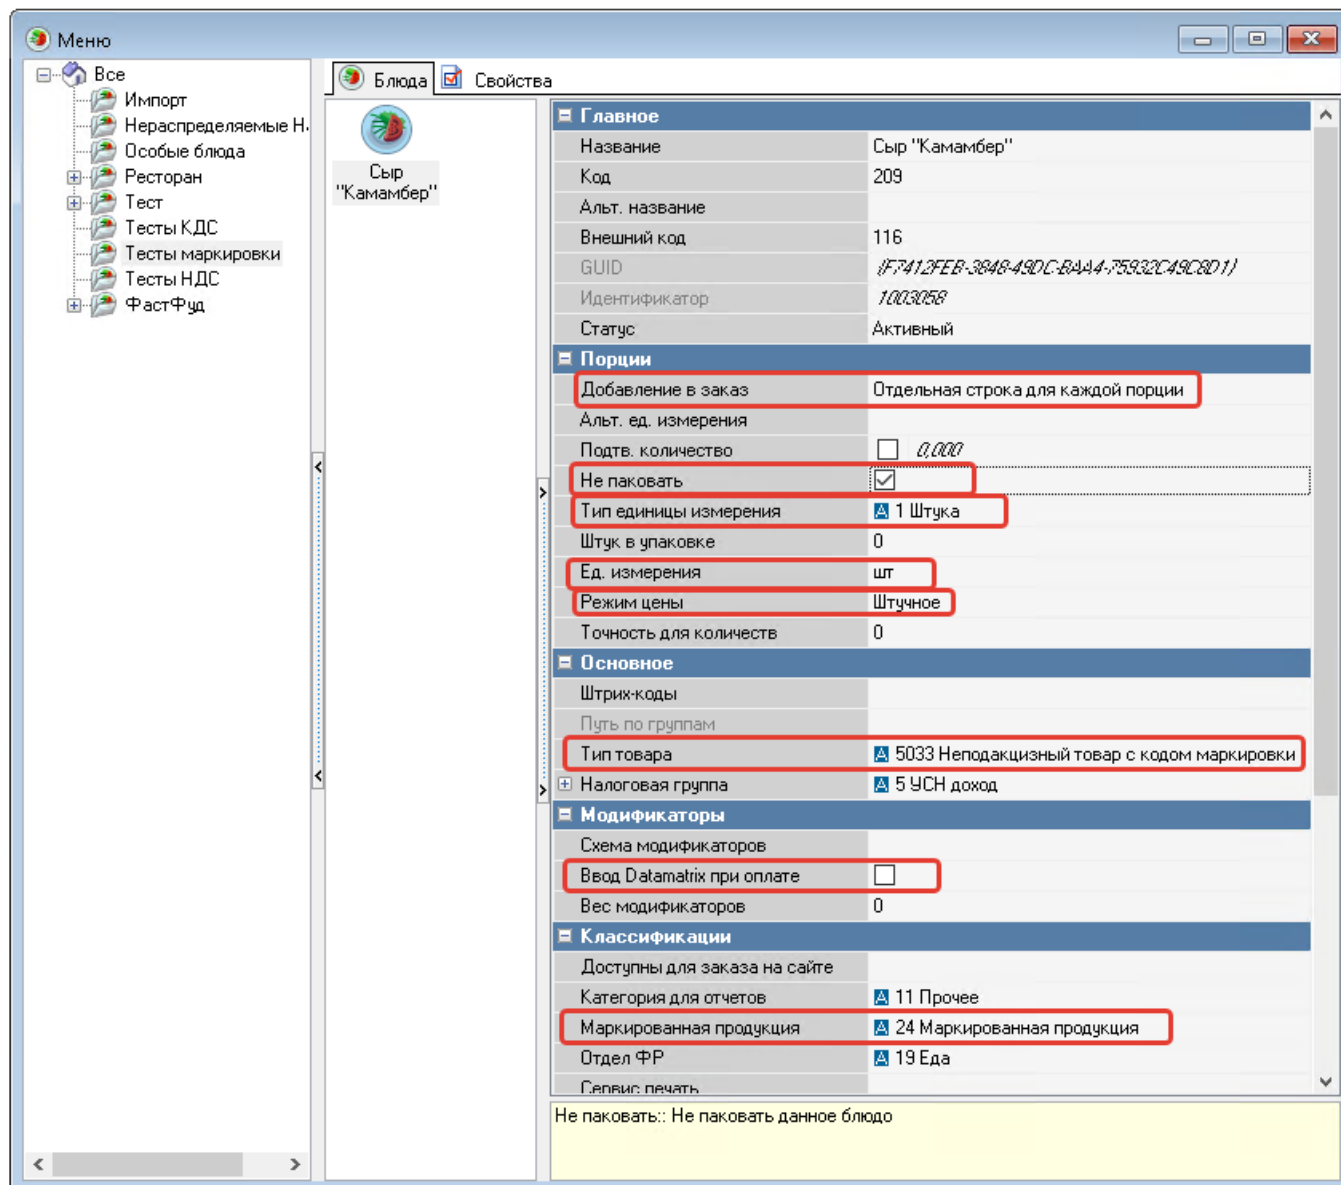 Меню
Все
Импорт
Нераспределяемые Н
Особые блюда
Ресторан
Тест
Тесты КДС
Тесты маркировки
Тесты НДС
ФастФуд
Блюда
Свойства
Сыр
"Камамбер"
Главное
Название Сыр "Камамбер"
Код 209
Альт. название
Внешний код 116
GUID {F7412FEB-3848-49DC-BAA4-75932C49C8D1}
Идентификатор 1003058
Статус Активный
Порции
Добавление в заказ Отдельная строка для каждой порции
Альт. ед. измерения
Подтв. количество 0,000
Не паковать
Тип единицы измерения 1 Штука
Штук в упаковке 0
Ед. измерения шт
Режим цены Штучное
Точность для количеств 0
Основное
Штрих-коды
Путь по группам
Тип товара 5033 Неподакцизный товар с кодом маркировки
Налоговая группа 5 УСН доход
Модификаторы
Схема модификаторов
Ввод Datamatrix при оплате
Вес модификаторов 0
Классификации
Доступны для заказа на сайте
Категория для отчетов 11 Прочее
Маркированная продукция 24 Маркированная продукция
Отдел ФР 19 Еда
Сервис печать
Не паковать:: Не паковать данное блюдо